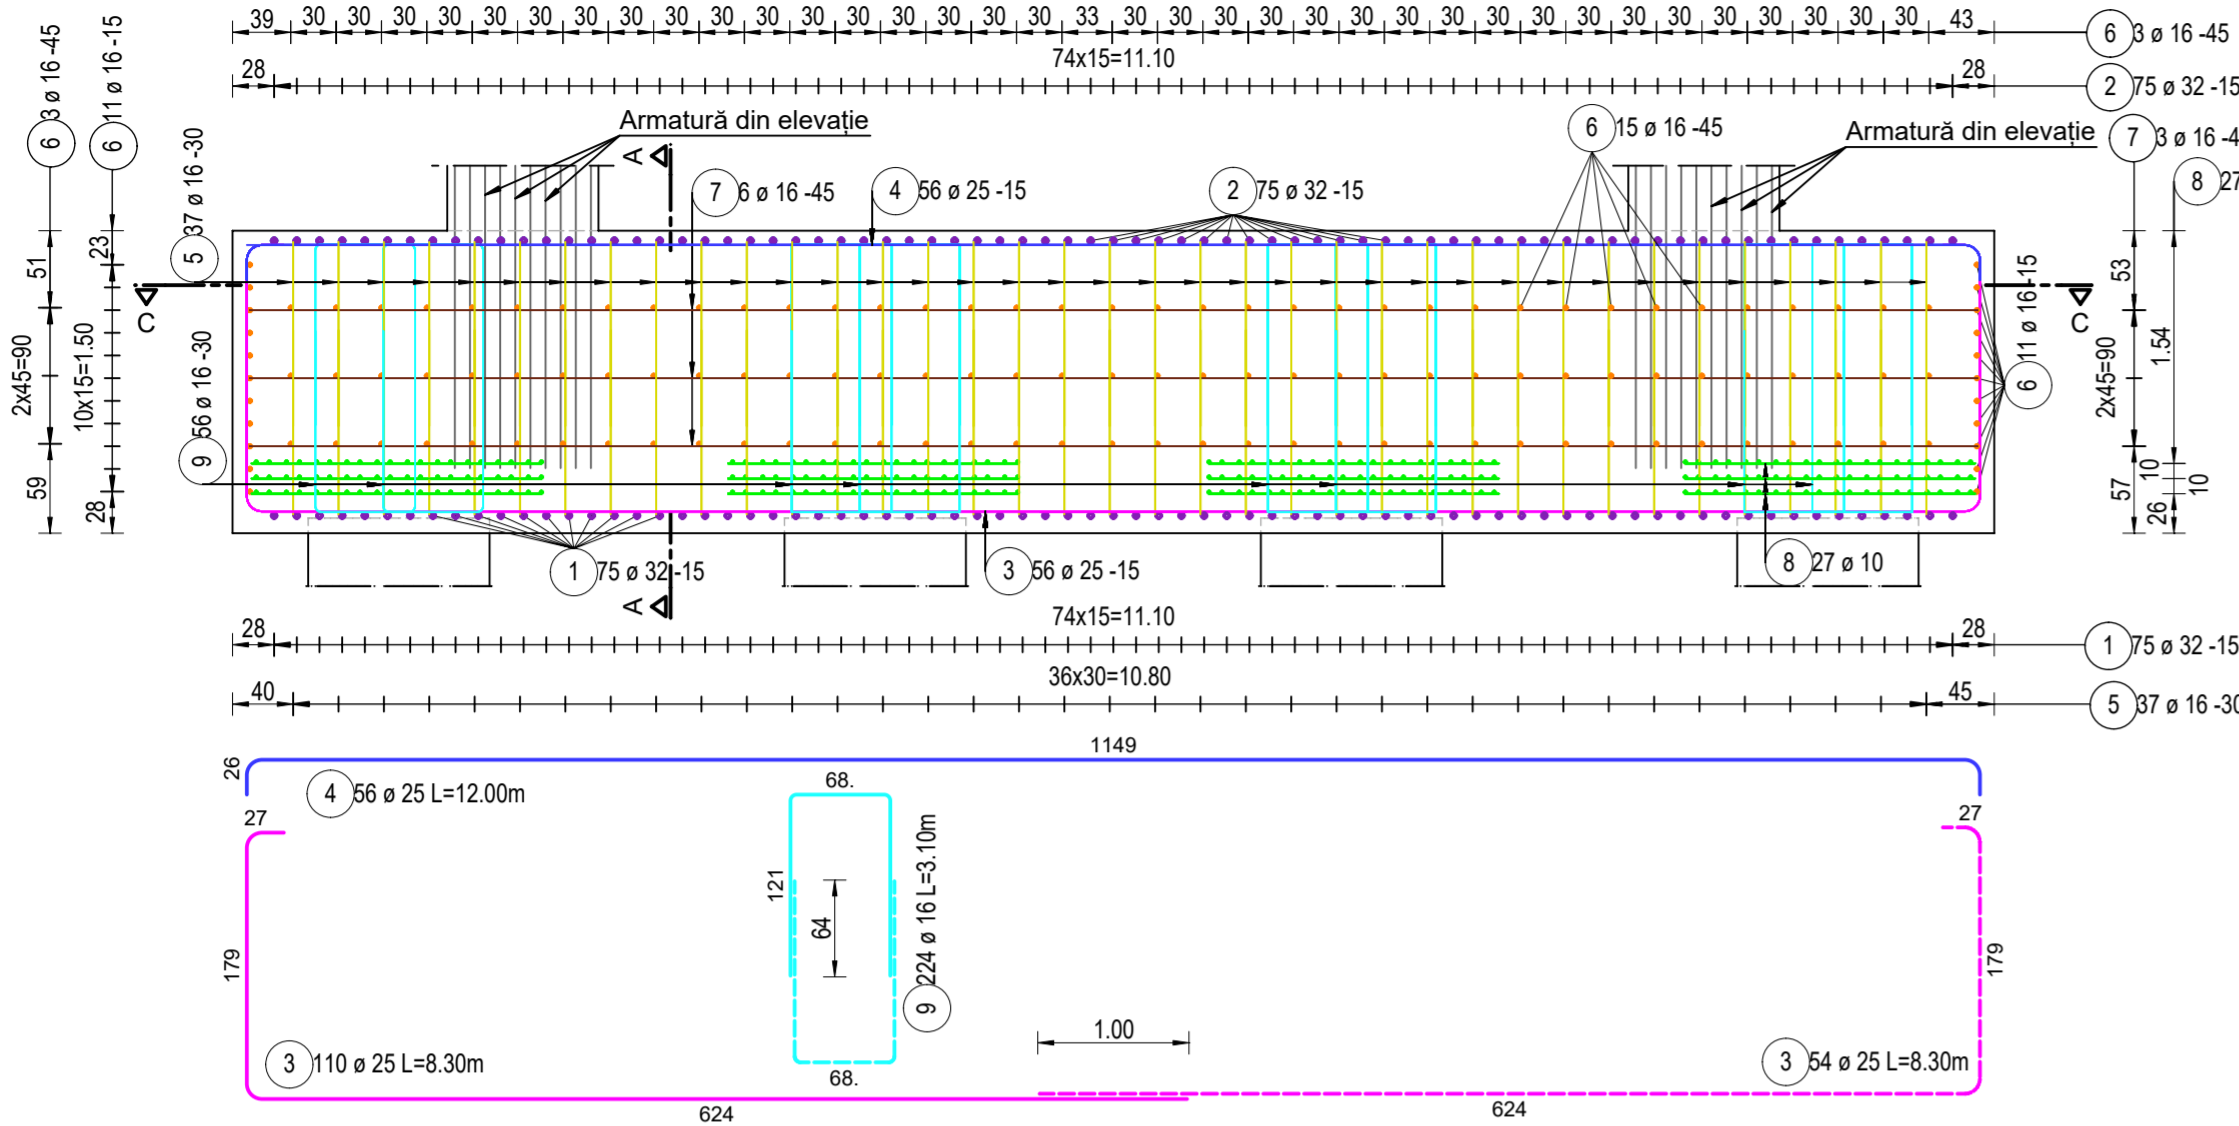 39 30 30 30 30 30 30 30 30 30 30 30 30 30 30 30 30 30 33 30 30 30 30 30 30 30 30 30 30 30 30 30 30 30 30 30 30 43
6 3 ø 16 -45
74x15=11.10
28 28
2 75 ø 32 -15
6 3 ø 16 -45
6 11 ø 16 -15
5 37 ø 16 -30
Armatură din elevație
A
6 15 ø 16 -45
Armatură din elevație
7 3 ø 16 -4
8 27
7 6 ø 16 -45
4 56 ø 25 -15
2 75 ø 32 -15
51
23
C
2x45=90
10x15=1.50
9 56 ø 16 -30
59
28
53
1.54
6 11 ø 16 -15
C
2x45=90
57
10
10
26
1 75 ø 32 -15
A
3 56 ø 25 -15
8 27 ø 10
74x15=11.10
28 28
1 75 ø 32 -15
36x30=10.80
40 45
5 37 ø 16 -30
1149
26
4 56 ø 25 L=12.00m
68.
27 27
121
64
9 224 ø 16 L=3.10m
179 179
1.00
3 110 ø 25 L=8.30m
68.
3 54 ø 25 L=8.30m
624 624